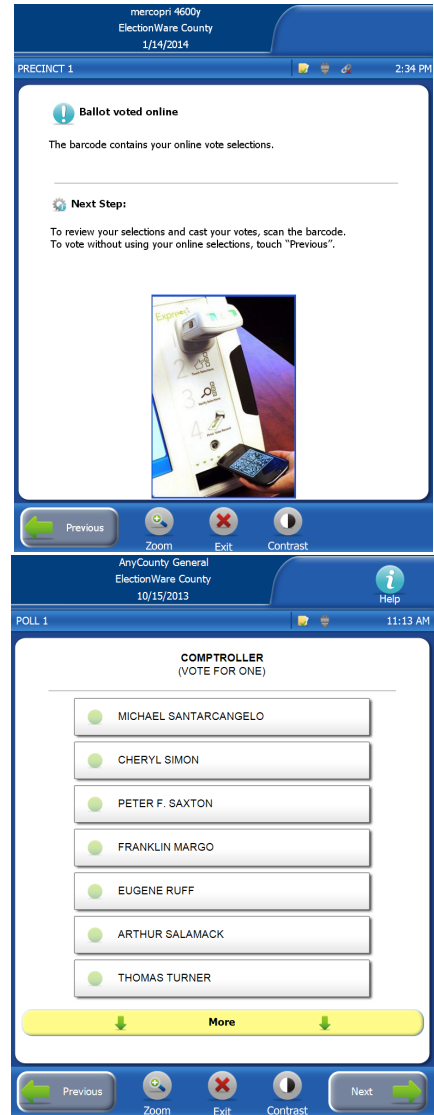 mercopri 4600y
ElectionWare County
1/14/2014
PRECINCT 1
2:34 PM
Ballot voted online
The barcode contains your online vote selections.
Next Step:
To review your selections and cast your votes, scan the barcode.
To vote without using your online selections, touch “Previous”.
2
3
4
Previous
Zoom
Exit
Contrast
AnyCounty General
ElectionWare County
10/15/2013
Help
POLL 1
11:13 AM
COMPTROLLER
(VOTE FOR ONE)
MICHAEL SANTARCANGELO
CHERYL SIMON
PETER F. SAXTON
FRANKLIN MARGO
EUGENE RUFF
ARTHUR SALAMACK
THOMAS TURNER
More
Previous
Zoom
Exit
Contrast
Next